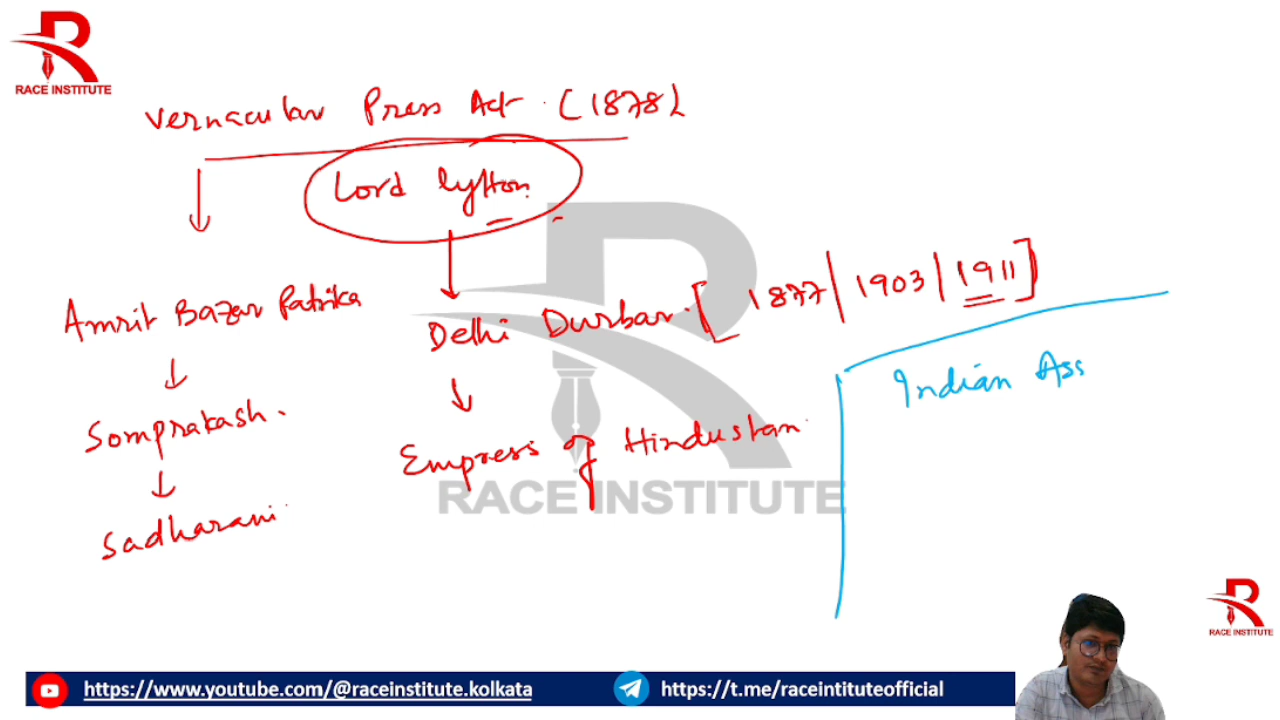 RACE INSTITUTE
Vernacular Press Act (1878)
Lord lytton
Amrit Bazar Patrika
Somprakash.
Sadharani
Delhi Durbar. [1877/1903/1911]
Empress of Hindustan
Indian Ass
RACE INSTITUTE
RACE INSTITUTE
https://www.youtube.com/@raceinstitute.kolkata
https://t.me/raceintituteofficial